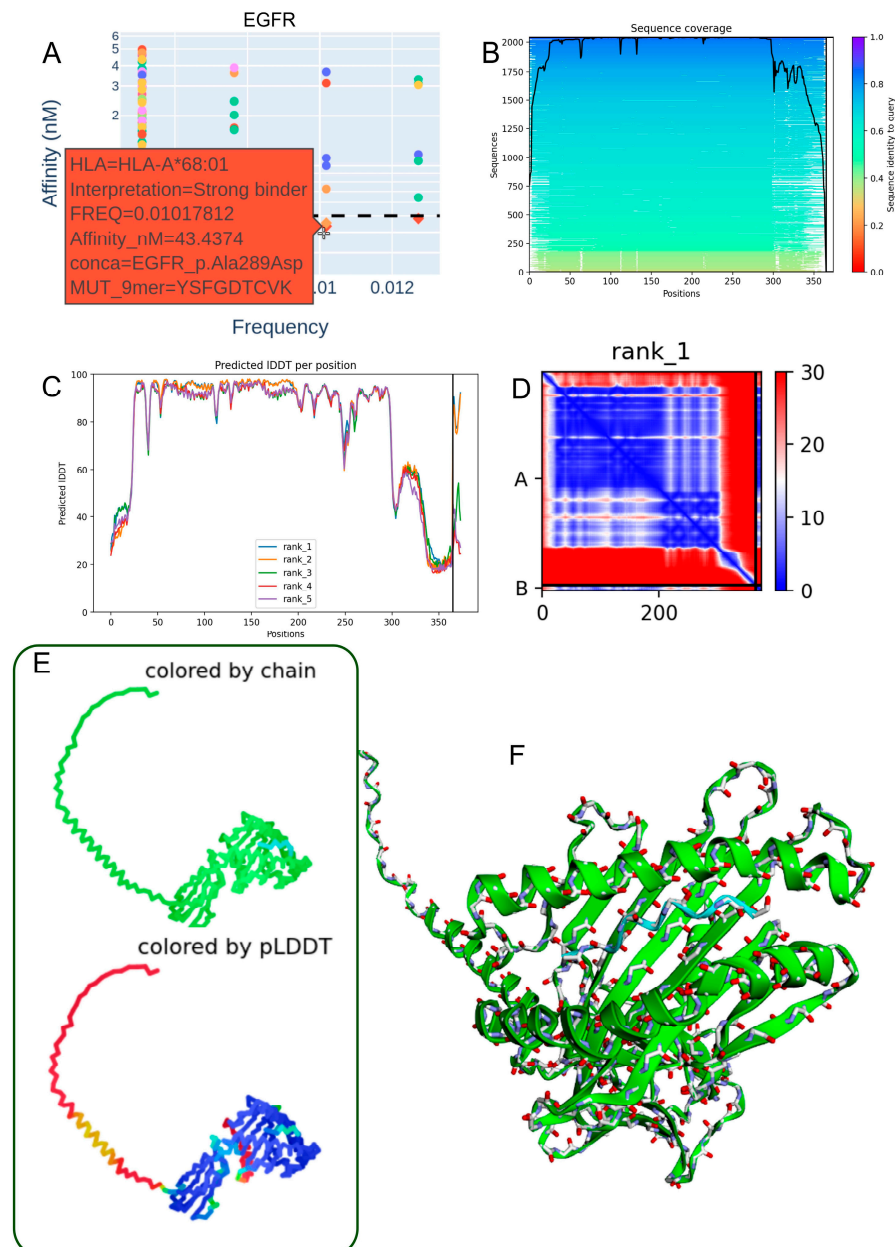 A
EGFR
6
5
4
3
2
Affinity (nM)
HLA=HLA-A*68:01
Interpretation=Strong binder
FREQ=0.01017812
Affinity_nM=43.4374
conca=EGFR_p.Ala289Asp
MUT_9mer=YSFGDTCVK
.01
0.012
Frequency
B
Sequence coverage
2000
1750
1500
1250
1000
750
500
250
0
Sequences
0
50
100
150
200
250
300
350
Positions
1.0
0.8
0.6
0.4
0.2
0.0
Sequence identity to query
C
Predicted lDDT per position
100
80
60
40
20
0
Predicted lDDT
rank_1
rank_2
rank_3
rank_4
rank_5
0
50
100
150
200
250
300
350
Positions
D
rank_1
A
B
0
200
30
20
10
0
E
colored by chain
colored by pLDDT
F